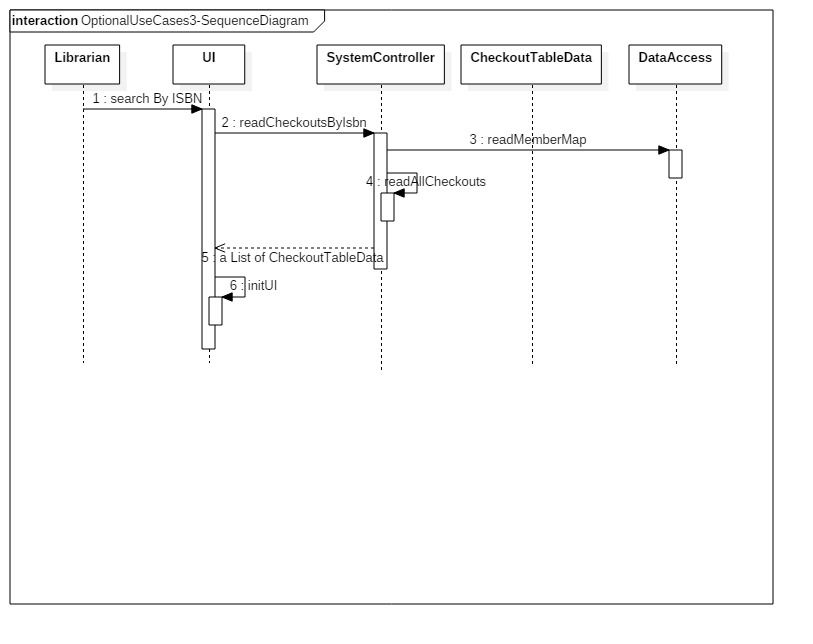 interaction OptionalUseCases3-SequenceDiagram
Librarian
UI
SystemController
CheckoutTableData
DataAccess
1 : search By ISBN
2 : readCheckoutsByIsbn
3 : readMemberMap
4 : readAllCheckouts
5 : a List of CheckoutTableData
6 : initUI